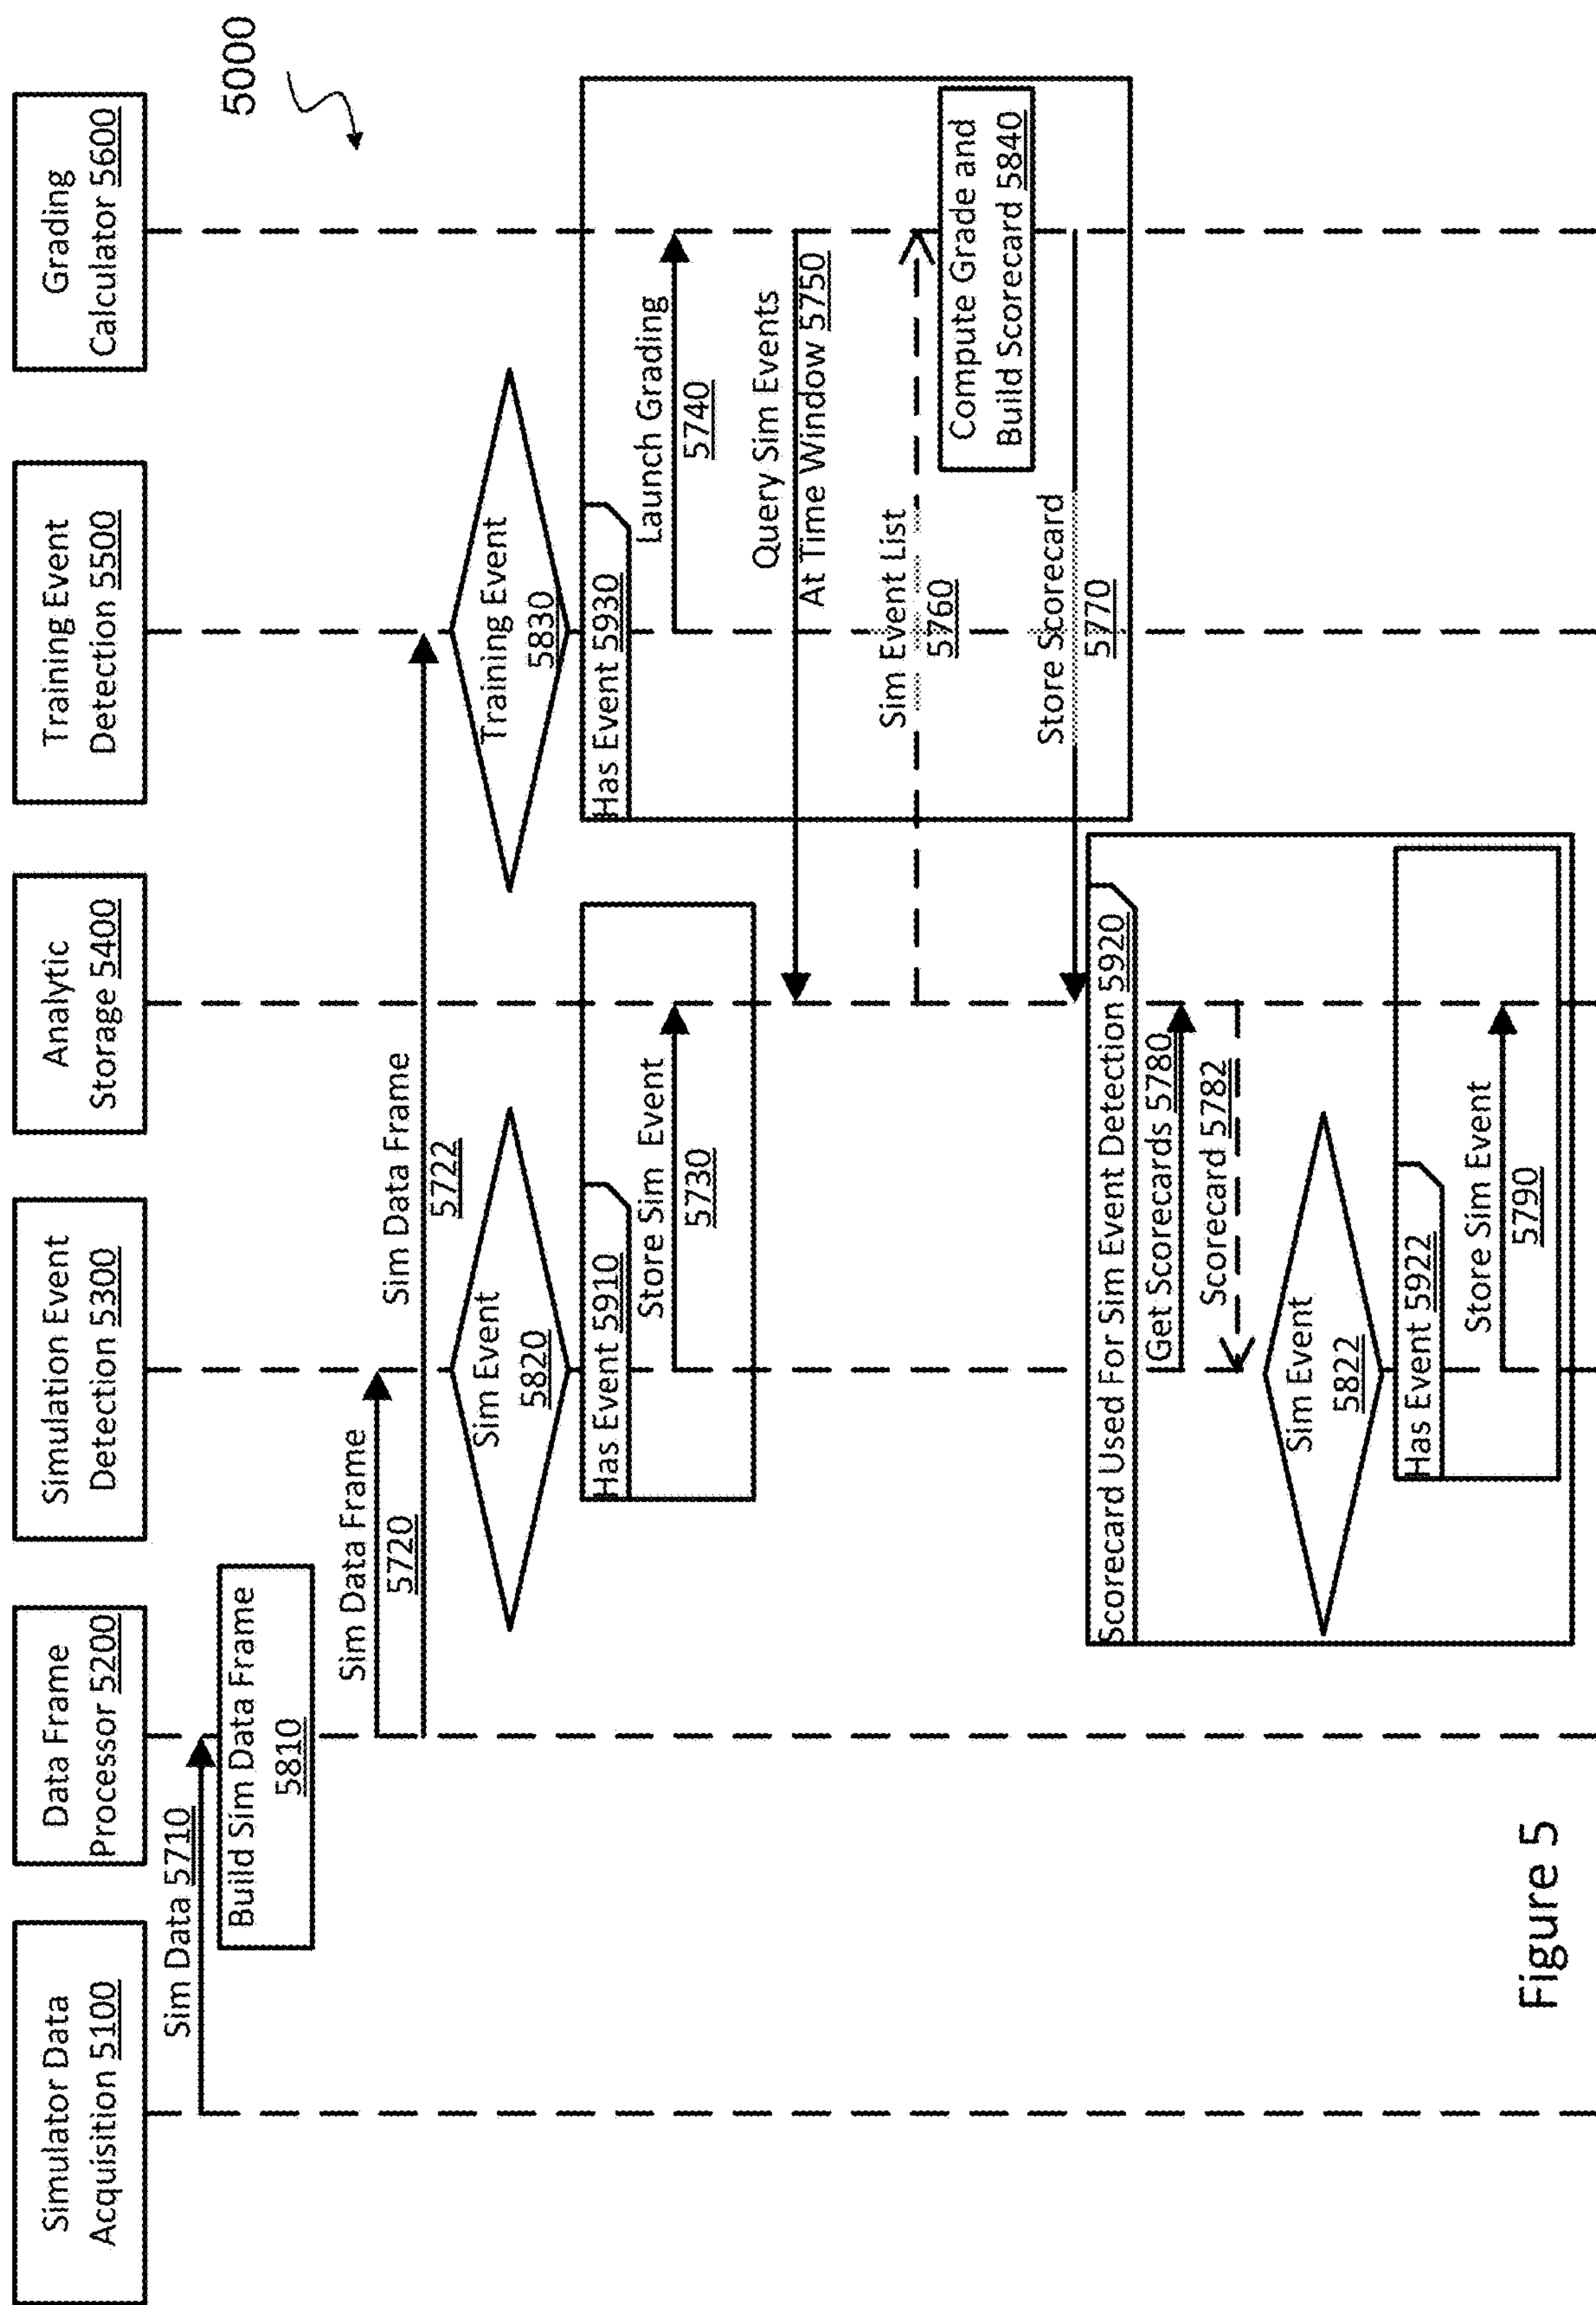 Simulator Data
Acquisition 5100
Data Frame
Processor 5200
Simulation Event
Detection 5300
Analytic
Storage 5400
Training Event
Detection 5500
Grading
Calculator 5600
5000
Sim Data 5710
Build Sim Data Frame
5810
Sim Data Frame
5720
Sim Data Frame
5722
Sim Event
5820
Training Event
5830
Has Event 5910
Store Sim Event
5730
Has Event 5930
Launch Grading
5740
Query Sim Events
At Time Window 5750
Sim Event List
5760
Compute Grade and
Build Scorecard 5840
Store Scorecard
5770
Scorecard Used For Sim Event Detection 5920
Get Scorecards 5780
Scorecard 5782
Sim Event
5822
Has Event 5922
Store Sim Event
5790
Figure 5